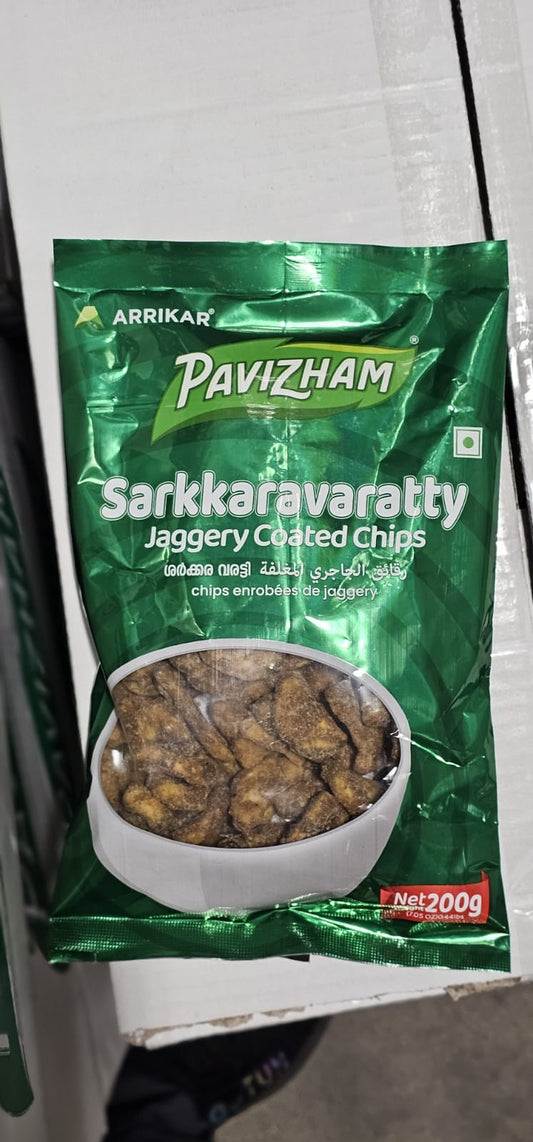 ARRIKAR®
PAVIZHAM®
Sarkkaravaratty
Jaggery Coated Chips
ശർക്കര വരട്ടി رقائق الجاجري المغلفة
chips enrobées de jaggery
Net 200g